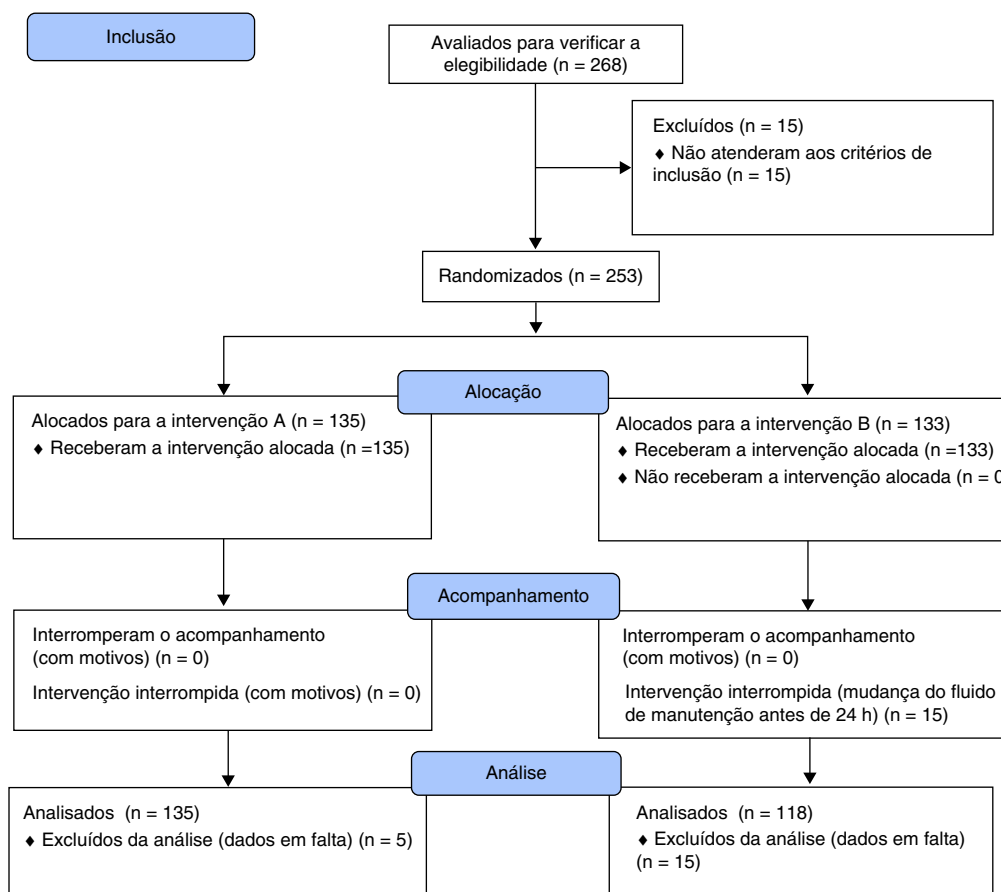 Inclusão
Avaliados para verificar a
elegibilidade (n = 268)
Excluídos (n = 15)
♦ Não atenderam aos critérios de
inclusão (n = 15)
Randomizados (n = 253)
Alocação
Alocados para a intervenção A (n = 135)
♦ Receberam a intervenção alocada (n =135)
Alocados para a intervenção B (n = 133)
♦ Receberam a intervenção alocada (n =133)
♦ Não receberam a intervenção alocada (n = 0
Acompanhamento
Interromperam o acompanhamento
(com motivos) (n = 0)
Intervenção interrompida (com motivos) (n = 0)
Interromperam o acompanhamento
(com motivos) (n = 0)
Intervenção interrompida (mudança do fluido
de manutenção antes de 24 h) (n = 15)
Análise
Analisados (n = 135)
♦ Excluídos da análise (dados em falta) (n = 5)
Analisados (n = 118)
♦ Excluídos da análise (dados em falta)
(n = 15)